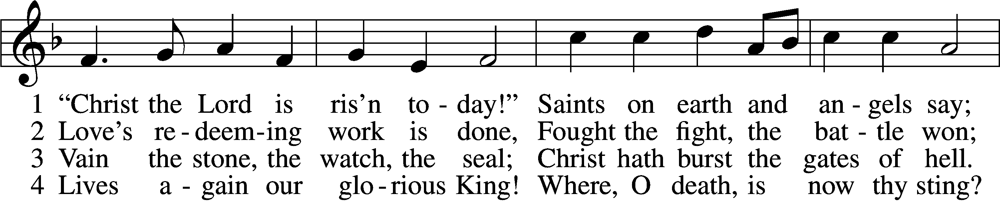 1 “Christ the Lord is ris’n to - day!” Saints on earth and an - gels say;
2 Love’s re - deem - ing work is done, Fought the fight, the bat - tle won;
3 Vain the stone, the watch, the seal; Christ hath burst the gates of hell.
4 Lives a - gain our glo - rious King! Where, O death, is now thy sting?